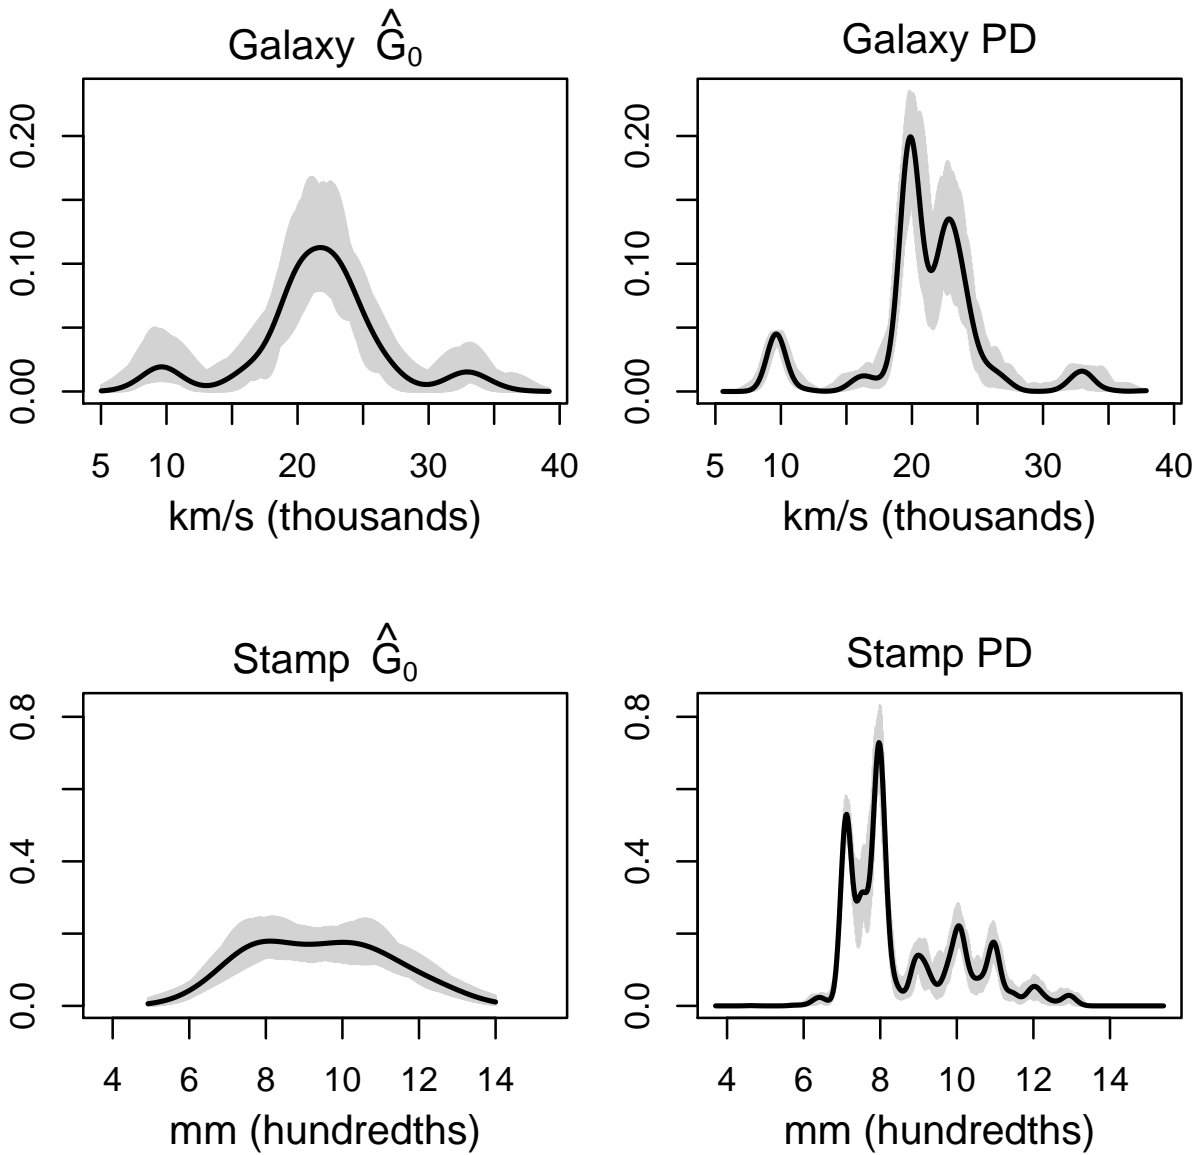 Galaxy Ĝ₀
0.00 0.10 0.20
5 10 20 30 40
km/s (thousands)
Galaxy PD
0.00 0.10 0.20
5 10 20 30 40
km/s (thousands)
Stamp Ĝ₀
0.0 0.4 0.8
4 6 8 10 12 14
mm (hundredths)
Stamp PD
0.0 0.4 0.8
4 6 8 10 12 14
mm (hundredths)